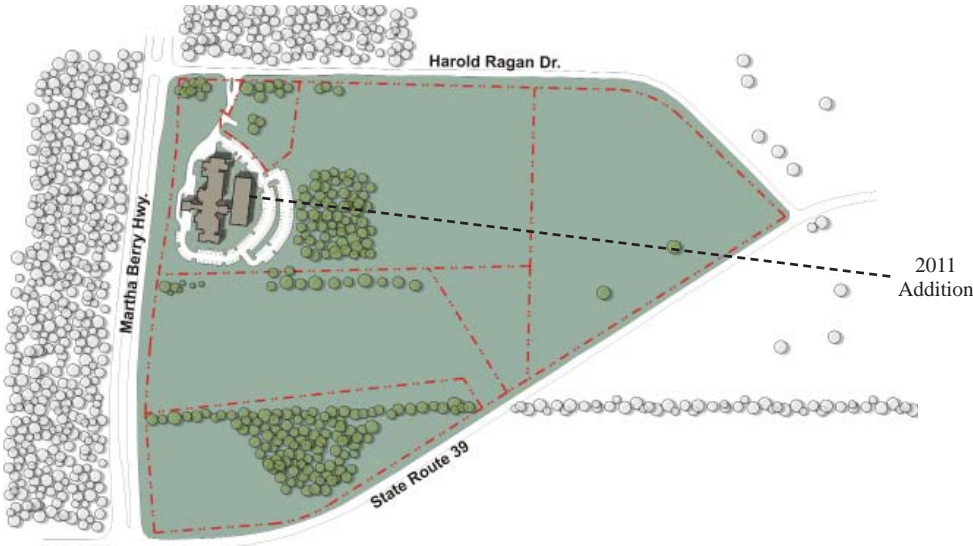 Harold Ragan Dr.
Martha Berry Hwy.
2011
Addition
State Route 39